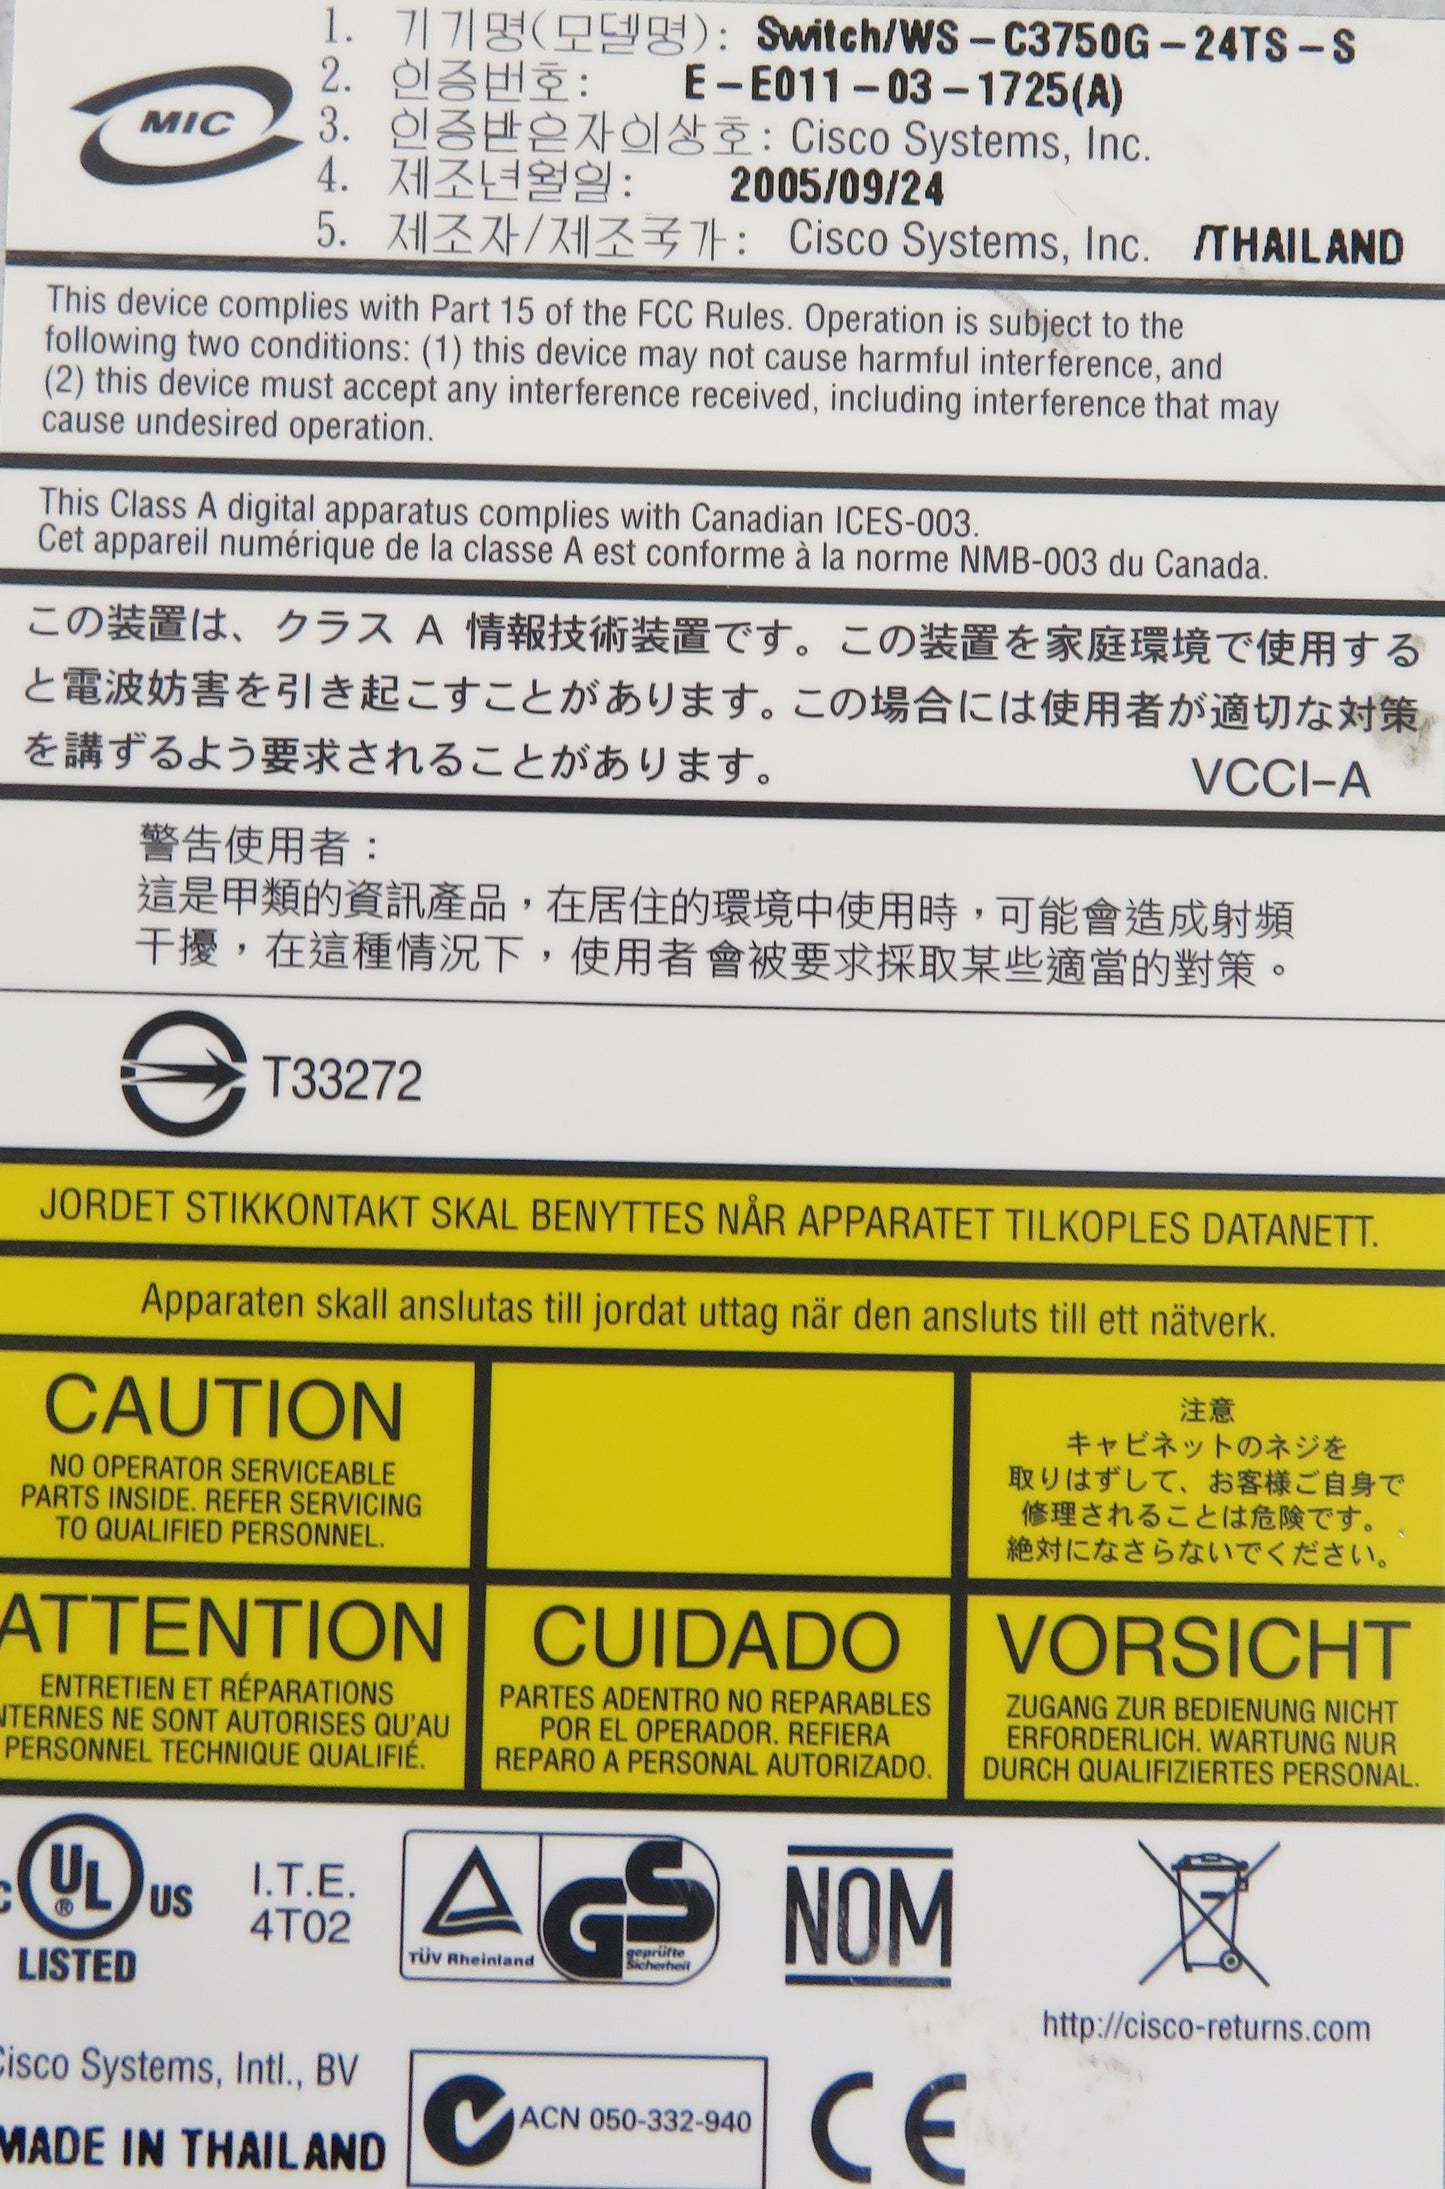 MIC
1. 기기명(모델명): Switch/WS-C3750G-24TS-S
2. 인증번호: E-E011-03-1725(A)
3. 인증받은자의상호: Cisco Systems, Inc.
4. 제조년월일: 2005/09/24
5. 제조자/제조국가: Cisco Systems, Inc. /THAILAND
This device complies with Part 15 of the FCC Rules. Operation is subject to the
following two conditions: (1) this device may not cause harmful interference, and
(2) this device must accept any interference received, including interference that may
cause undesired operation.
This Class A digital apparatus complies with Canadian ICES-003.
Cet appareil numérique de la classe A est conforme à la norme NMB-003 du Canada.
この装置は、クラス A 情報技術装置です。この装置を家庭環境で使用する
と電波妨害を引き起こすことがあります。この場合には使用者が適切な対策
を講ずるよう要求されることがあります。 VCCI-A
警告使用者：
這是甲類的資訊產品，在居住的環境中使用時，可能會造成射頻
干擾，在這種情況下，使用者會被要求採取某些適當的對策。
T33272
JORDET STIKKONTAKT SKAL BENYTTES NÅR APPARATET TILKOPLES DATANETT.
Apparaten skall anslutas till jordat uttag när den ansluts till ett nätverk.
CAUTION
NO OPERATOR SERVICEABLE
PARTS INSIDE. REFER SERVICING
TO QUALIFIED PERSONNEL.
注意
キャビネットのネジを
取りはずして、お客様ご自身で
修理されることは危険です。
絶対になさらないでください。
ATTENTION
ENTRETIEN ET RÉPARATIONS
INTERNES NE SONT AUTORISES QU'AU
PERSONNEL TECHNIQUE QUALIFIÉ.
CUIDADO
PARTES ADENTRO NO REPARABLES
POR EL OPERADOR. REFIERA
REPARO A PERSONAL AUTORIZADO.
VORSICHT
ZUGANG ZUR BEDIENUNG NICHT
ERFORDERLICH. WARTUNG NUR
DURCH QUALIFIZIERTES PERSONAL.
C UL ® US
LISTED
I.T.E.
4T02
TÜV Rheinland
GS
geprüfte
Sicherheit
NOM
http://cisco-returns.com
Cisco Systems, Intl., BV
MADE IN THAILAND
ACN 050-332-940
CE